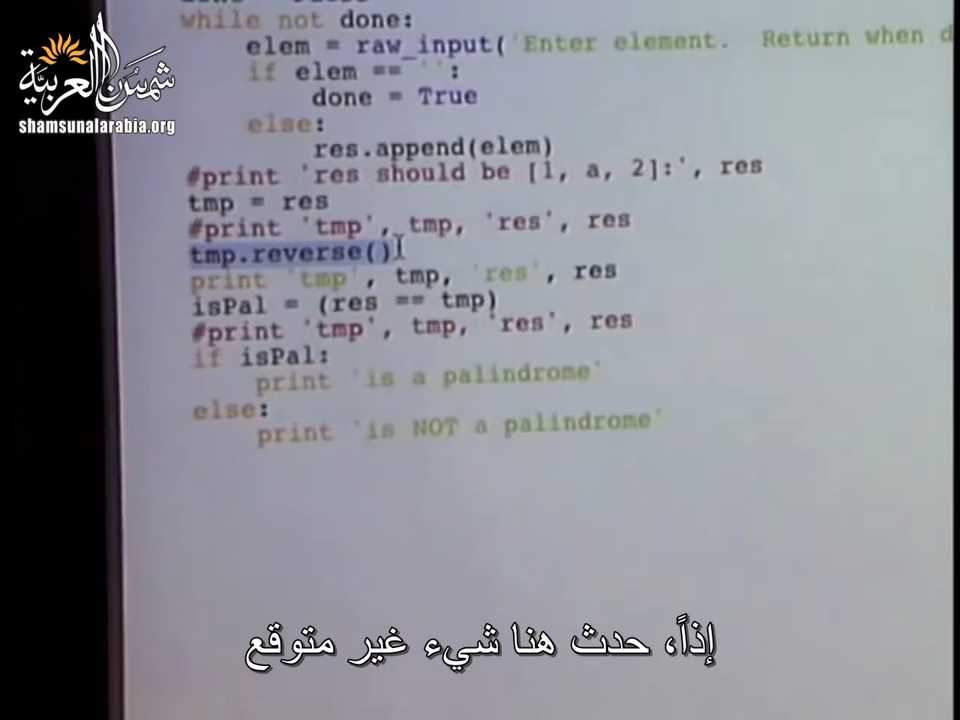 while not done:
elem = raw_input('Enter element.  Return when d
if elem == '':
done = True
else:
res.append(elem)
#print 'res should be [1, a, 2]:', res
tmp = res
#print 'tmp', tmp, 'res', res
tmp.reverse()
print 'tmp', tmp, 'res', res
isPal = (res == tmp)
#print 'tmp', tmp, 'res', res
if isPal:
print 'is a palindrome'
else:
print 'is NOT a palindrome'
شمس العربية
shamsunalarabia.org
إذاً، حدث هنا شيء غير متوقع